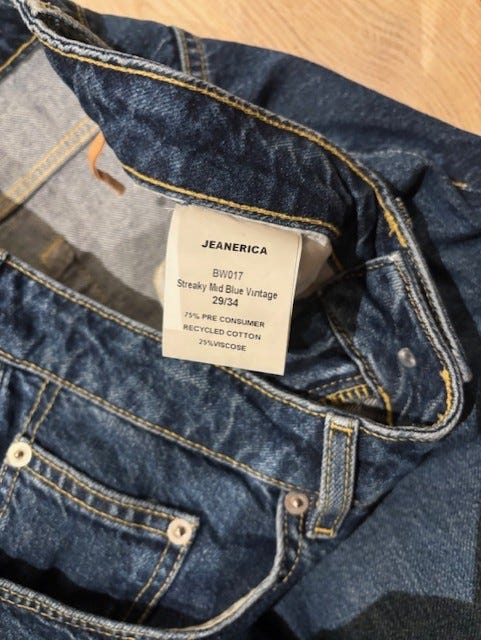 JEANERICA
BW017
Streaky Mid Blue Vintage
29/34
75% PRE CONSUMER
RECYCLED COTTON
25%VISCOSE